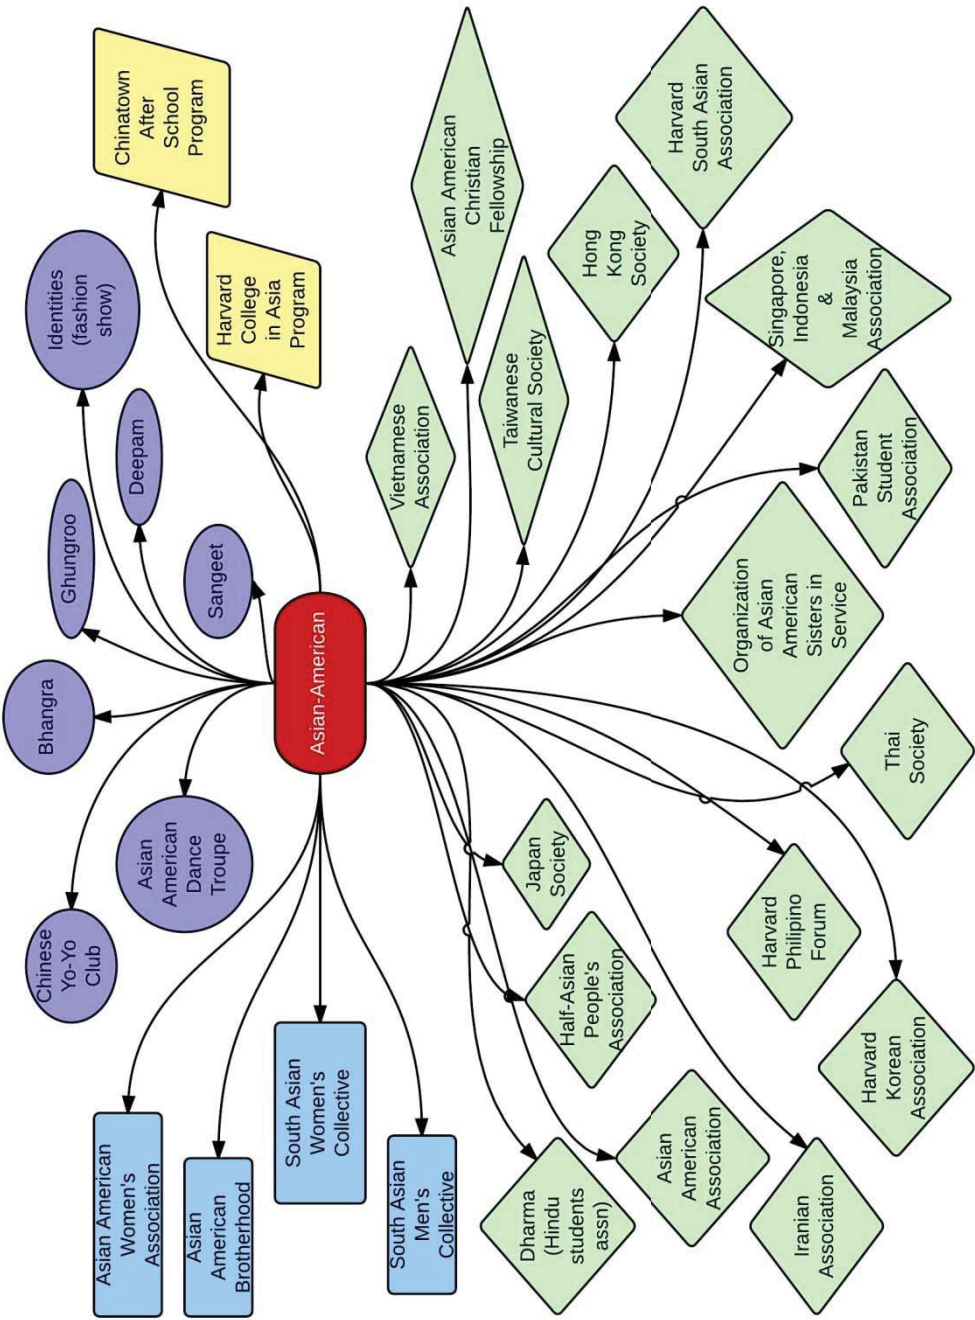 Chinese
Yo-Yo
Club
Bhangra
Ghungroo
Identities
(fashion
show)
Asian
American
Dance
Troupe
Deepam
Sangeet
Chinatown
After
School
Program
Harvard
College
in Asia
Program
Asian American
Women's
Association
Asian
American
Brotherhood
South Asian
Women's
Collective
South Asian
Men's
Collective
Asian-American
Vietnamese
Association
Asian American
Christian
Fellowship
Taiwanese
Cultural Society
Hong
Kong
Society
Harvard
South Asian
Association
Singapore,
Indonesia
&
Malaysia
Association
Pakistan
Student
Association
Organization
of Asian
American
Sisters in
Service
Thai
Society
Japan
Society
Half-Asian
People's
Association
Harvard
Philipino
Forum
Harvard
Korean
Association
Dharma
(Hindu
students
assn)
Asian
American
Association
Iranian
Association